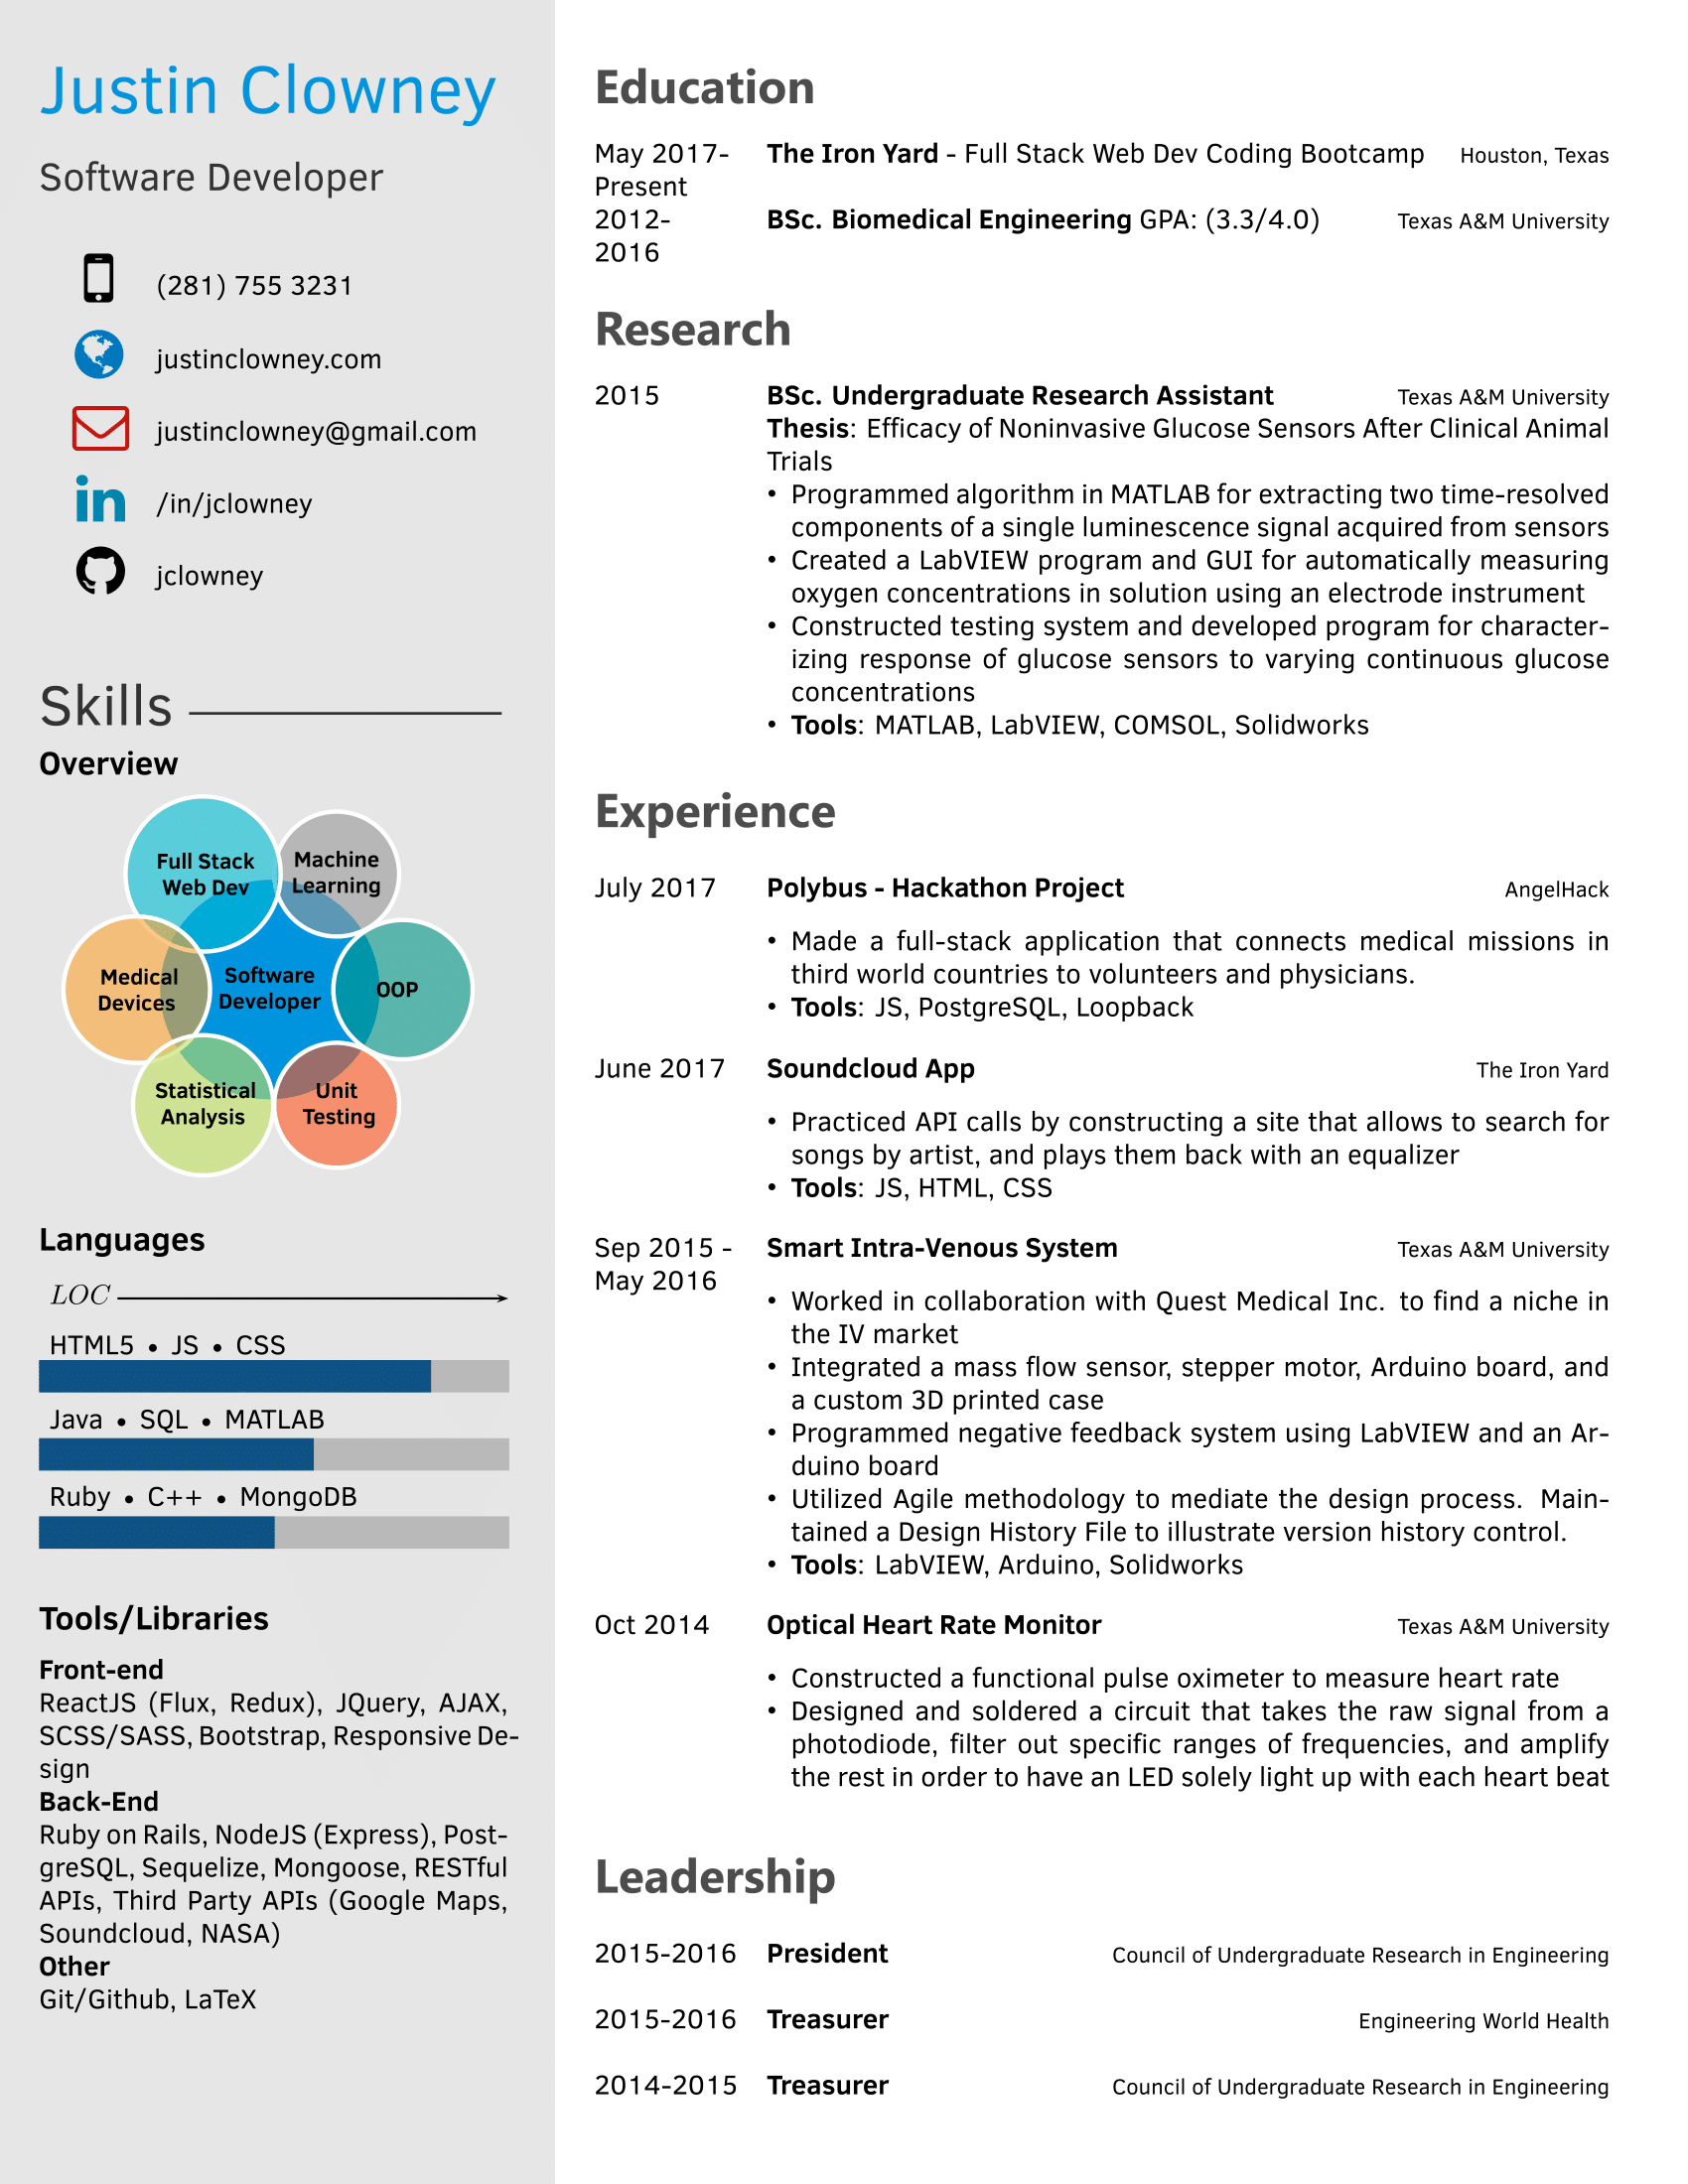 Justin Clowney
Software Developer
(281) 755 3231
justinclowney.com
justinclowney@gmail.com
in /in/jclowney
jclowney
Skills
Overview
Full Stack
Web Dev
Machine
Learning
Medical
Devices
Software
Developer
OOP
Statistical
Analysis
Unit
Testing
Languages
LOC
HTML5 • JS • CSS
Java • SQL • MATLAB
Ruby • C++ • MongoDB
Tools/Libraries
Front-end
ReactJS (Flux, Redux), JQuery, AJAX,
SCSS/SASS, Bootstrap, Responsive De-
sign
Back-End
Ruby on Rails, NodeJS (Express), Post-
greSQL, Sequelize, Mongoose, RESTful
APIs, Third Party APIs (Google Maps,
Soundcloud, NASA)
Other
Git/Github, LaTeX
Education
May 2017- The Iron Yard - Full Stack Web Dev Coding Bootcamp Houston, Texas
Present
2012- BSc. Biomedical Engineering GPA: (3.3/4.0) Texas A&M University
2016
Research
2015 BSc. Undergraduate Research Assistant Texas A&M University
Thesis: Efficacy of Noninvasive Glucose Sensors After Clinical Animal
Trials
• Programmed algorithm in MATLAB for extracting two time-resolved
components of a single luminescence signal acquired from sensors
• Created a LabVIEW program and GUI for automatically measuring
oxygen concentrations in solution using an electrode instrument
• Constructed testing system and developed program for character-
izing response of glucose sensors to varying continuous glucose
concentrations
• Tools: MATLAB, LabVIEW, COMSOL, Solidworks
Experience
July 2017 Polybus - Hackathon Project AngelHack
• Made a full-stack application that connects medical missions in
third world countries to volunteers and physicians.
• Tools: JS, PostgreSQL, Loopback
June 2017 Soundcloud App The Iron Yard
• Practiced API calls by constructing a site that allows to search for
songs by artist, and plays them back with an equalizer
• Tools: JS, HTML, CSS
Sep 2015 - Smart Intra-Venous System Texas A&M University
May 2016
• Worked in collaboration with Quest Medical Inc. to find a niche in
the IV market
• Integrated a mass flow sensor, stepper motor, Arduino board, and
a custom 3D printed case
• Programmed negative feedback system using LabVIEW and an Ar-
duino board
• Utilized Agile methodology to mediate the design process. Main-
tained a Design History File to illustrate version history control.
• Tools: LabVIEW, Arduino, Solidworks
Oct 2014 Optical Heart Rate Monitor Texas A&M University
• Constructed a functional pulse oximeter to measure heart rate
• Designed and soldered a circuit that takes the raw signal from a
photodiode, filter out specific ranges of frequencies, and amplify
the rest in order to have an LED solely light up with each heart beat
Leadership
2015-2016 President Council of Undergraduate Research in Engineering
2015-2016 Treasurer Engineering World Health
2014-2015 Treasurer Council of Undergraduate Research in Engineering